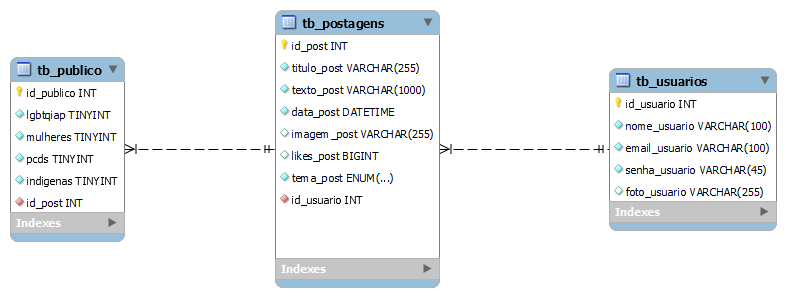 tb_publico
id_publico INT
lgbtqiap TINYINT
mulheres TINYINT
pcds TINYINT
indigenas TINYINT
id_post INT
Indexes
tb_postagens
id_post INT
titulo_post VARCHAR(255)
texto_post VARCHAR(1000)
data_post DATETIME
imagem_post VARCHAR(255)
likes_post BIGINT
tema_post ENUM(...)
id_usuario INT
Indexes
tb_usuarios
id_usuario INT
nome_usuario VARCHAR(100)
email_usuario VARCHAR(100)
senha_usuario VARCHAR(45)
foto_usuario VARCHAR(255)
Indexes